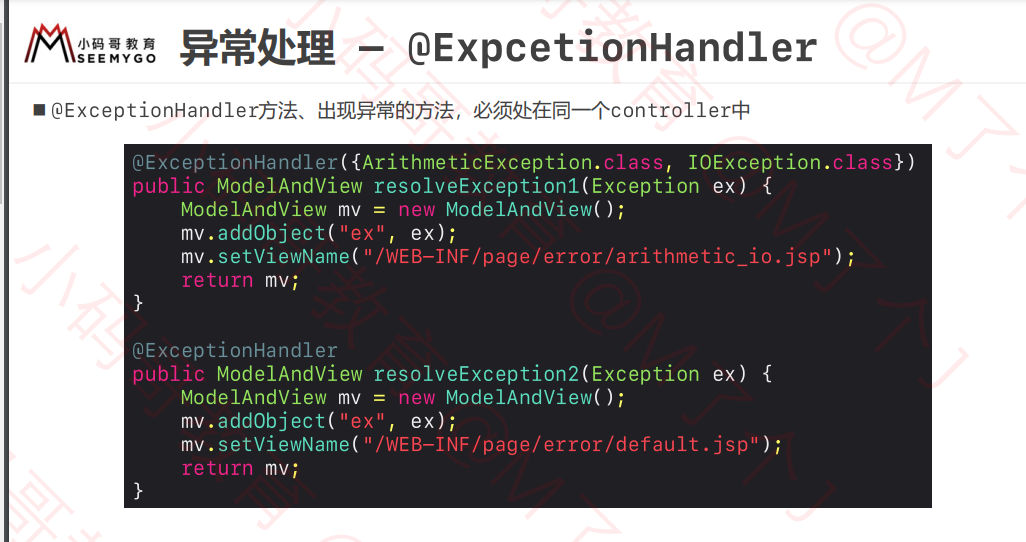 小码哥教育
SEEMYGO
异常处理 — @ExpcetionHandler
■ @ExceptionHandler方法、出现异常的方法，必须处在同一个controller中
@ExceptionHandler({ArithmeticException.class, IOException.class})
public ModelAndView resolveException1(Exception ex) {
    ModelAndView mv = new ModelAndView();
    mv.addObject("ex", ex);
    mv.setViewName("/WEB-INF/page/error/arithmetic_io.jsp");
    return mv;
}
@ExceptionHandler
public ModelAndView resolveException2(Exception ex) {
    ModelAndView mv = new ModelAndView();
    mv.addObject("ex", ex);
    mv.setViewName("/WEB-INF/page/error/default.jsp");
    return mv;
}